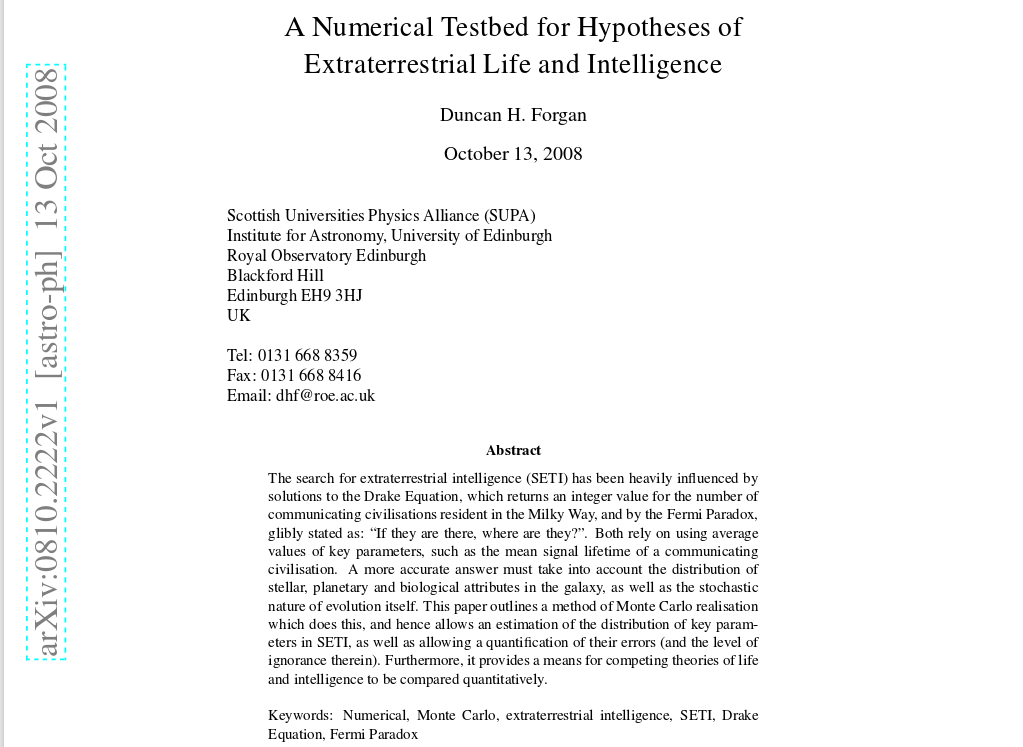 A Numerical Testbed for Hypotheses of
Extraterrestrial Life and Intelligence
Duncan H. Forgan
October 13, 2008
Scottish Universities Physics Alliance (SUPA)
Institute for Astronomy, University of Edinburgh
Royal Observatory Edinburgh
Blackford Hill
Edinburgh EH9 3HJ
UK
Tel: 0131 668 8359
Fax: 0131 668 8416
Email: dhf@roe.ac.uk
Abstract
The search for extraterrestrial intelligence (SETI) has been heavily influenced by
solutions to the Drake Equation, which returns an integer value for the number of
communicating civilisations resident in the Milky Way, and by the Fermi Paradox,
glibly stated as: “If they are there, where are they?”. Both rely on using average
values of key parameters, such as the mean signal lifetime of a communicating
civilisation. A more accurate answer must take into account the distribution of
stellar, planetary and biological attributes in the galaxy, as well as the stochastic
nature of evolution itself. This paper outlines a method of Monte Carlo realisation
which does this, and hence allows an estimation of the distribution of key param-
eters in SETI, as well as allowing a quantification of their errors (and the level of
ignorance therein). Furthermore, it provides a means for competing theories of life
and intelligence to be compared quantitatively.
Keywords: Numerical, Monte Carlo, extraterrestrial intelligence, SETI, Drake
Equation, Fermi Paradox
arXiv:0810.2222v1 [astro-ph] 13 Oct 2008